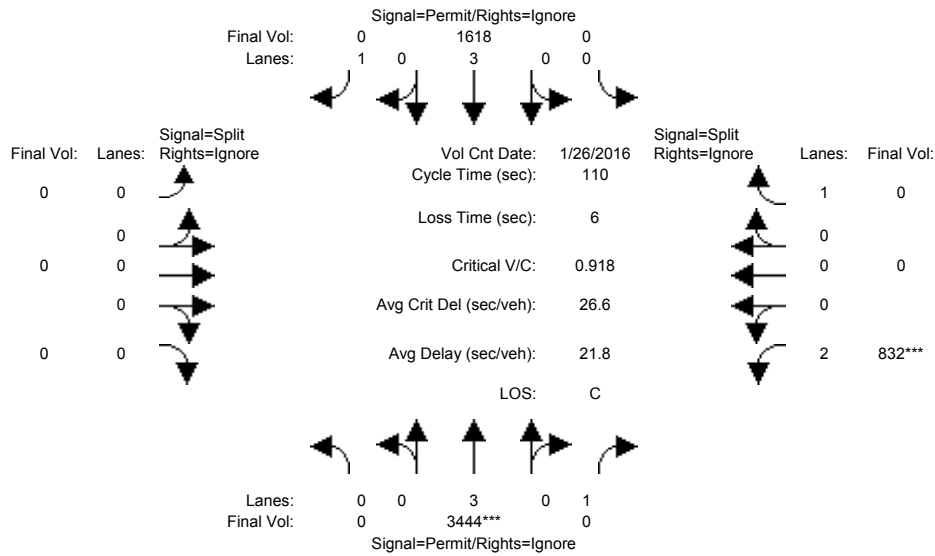 Signal=Permit/Rights=Ignore
Final Vol: 0 1618 0
Lanes: 1 0 3 0 0
Signal=Split Signal=Split
Final Vol: Lanes: Rights=Ignore Vol Cnt Date: 1/26/2016 Rights=Ignore Lanes: Final Vol:
Cycle Time (sec): 110
0 0 1 0
Loss Time (sec): 6
0 0
0 0 Critical V/C: 0.918 0 0
0 Avg Crit Del (sec/veh): 26.6 0
0 0 Avg Delay (sec/veh): 21.8 2 832***
LOS: C
Lanes: 0 0 3 0 1
Final Vol: 0 3444*** 0
Signal=Permit/Rights=Ignore